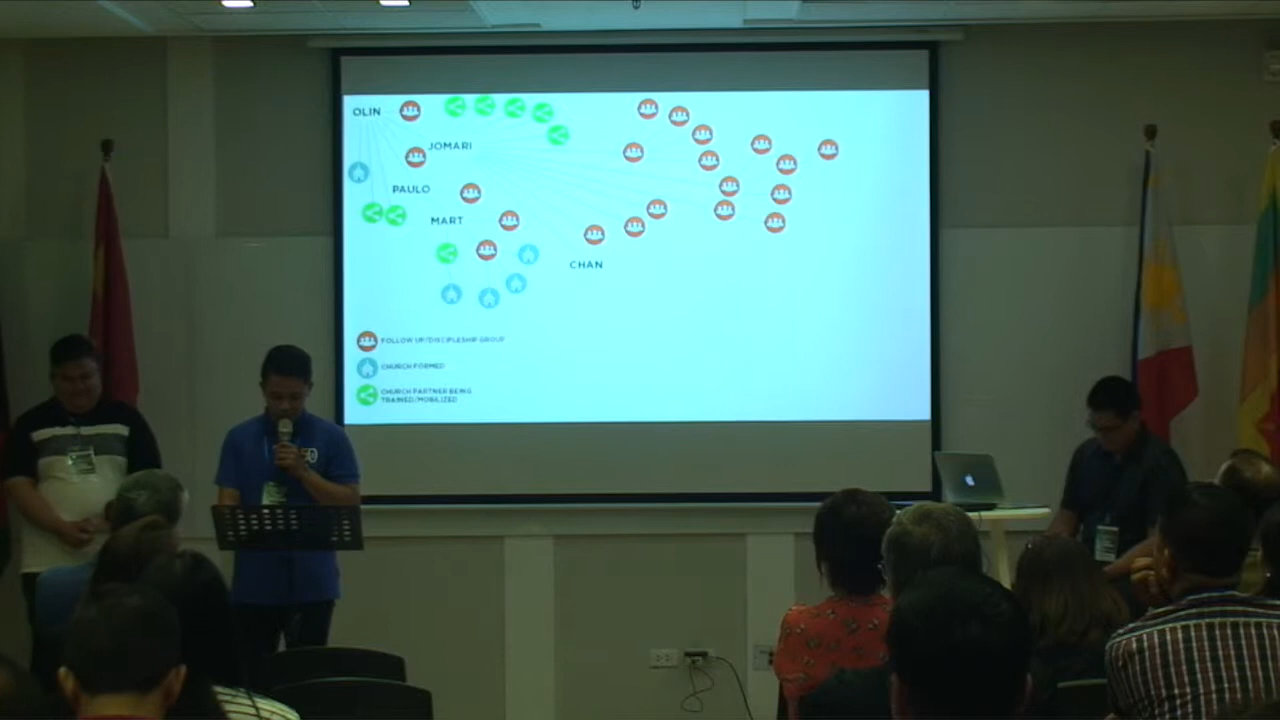 OLIN
JOMARI
PAULO
MART
CHAN
FOLLOW UP/DISCIPLESHIP GROUP
CHURCH FORMED
CHURCH PARTNER BEING
TRAINED/MOBILIZED